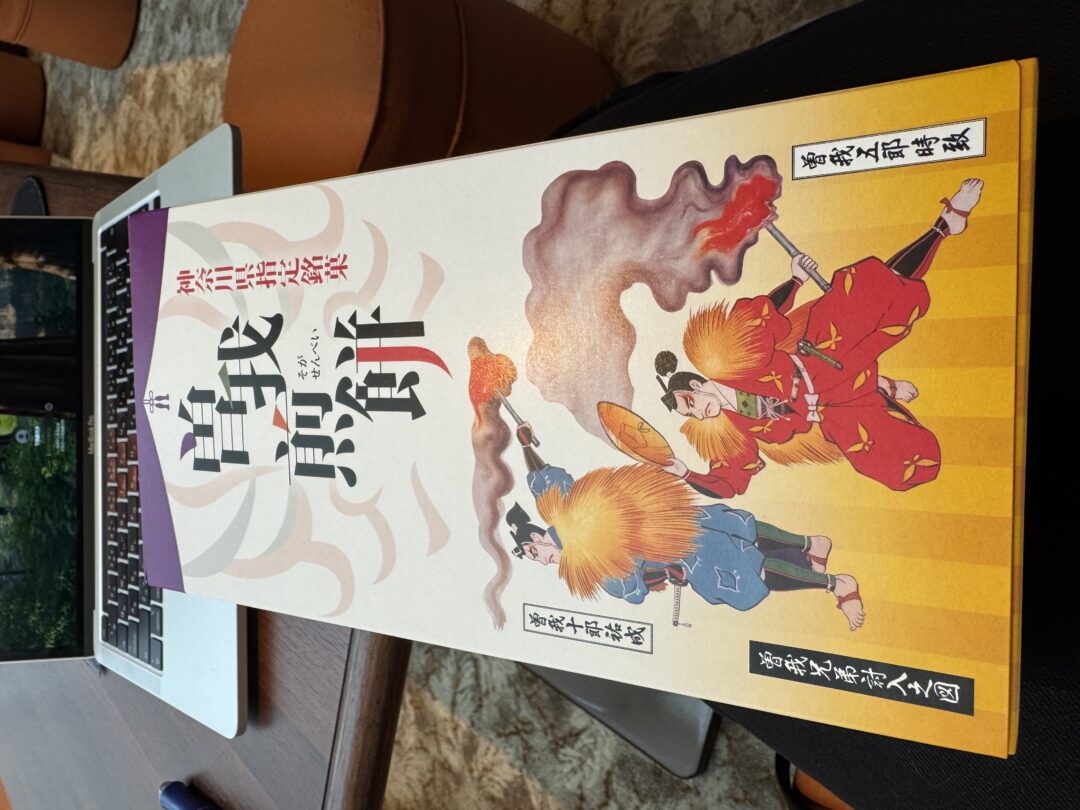 神奈川県指定銘菓
曽我
煎餅
そが
せんべい
曽我五郎時致
曽我十郎祐成
曽我兄弟討入之図
MacBook Pro